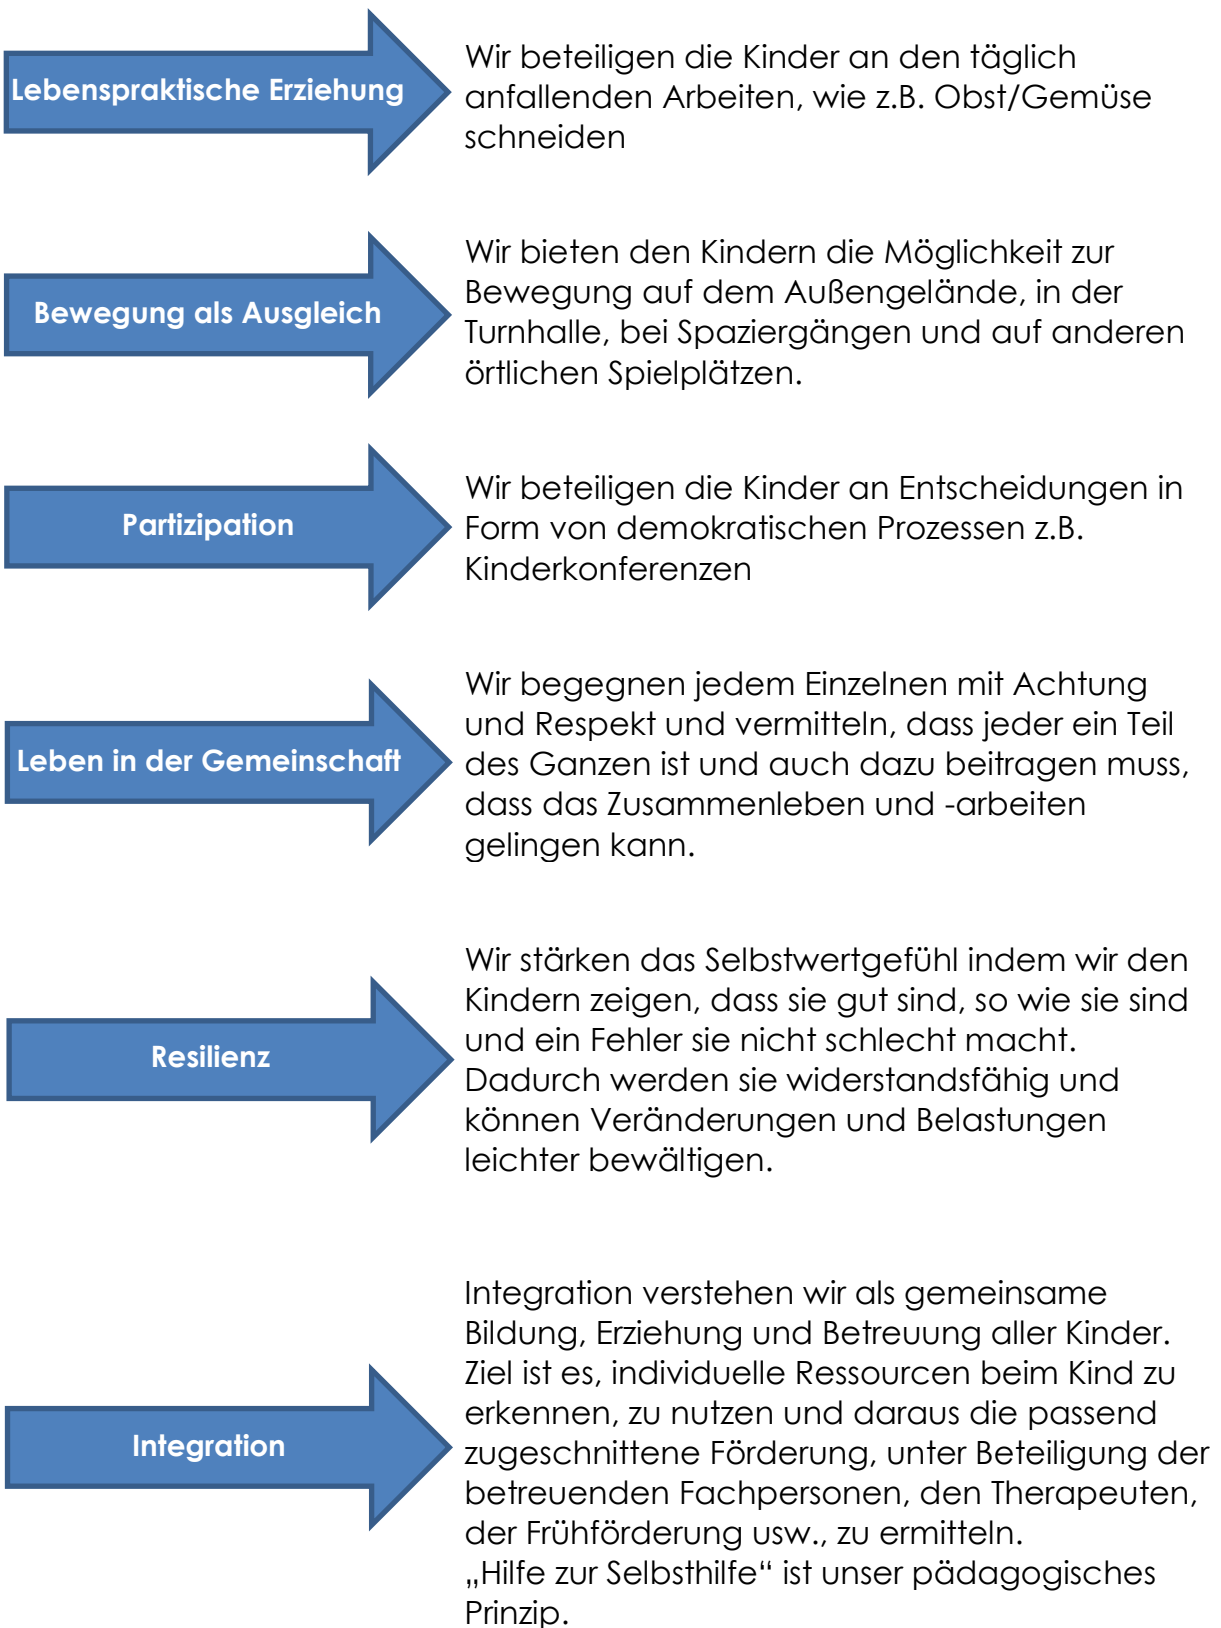 Lebenspraktische Erziehung
Wir beteiligen die Kinder an den täglich
anfallenden Arbeiten, wie z.B. Obst/Gemüse
schneiden
Bewegung als Ausgleich
Wir bieten den Kindern die Möglichkeit zur
Bewegung auf dem Außengelände, in der
Turnhalle, bei Spaziergängen und auf anderen
örtlichen Spielplätzen.
Partizipation
Wir beteiligen die Kinder an Entscheidungen in
Form von demokratischen Prozessen z.B.
Kinderkonferenzen
Leben in der Gemeinschaft
Wir begegnen jedem Einzelnen mit Achtung
und Respekt und vermitteln, dass jeder ein Teil
des Ganzen ist und auch dazu beitragen muss,
dass das Zusammenleben und -arbeiten
gelingen kann.
Resilienz
Wir stärken das Selbstwertgefühl indem wir den
Kindern zeigen, dass sie gut sind, so wie sie sind
und ein Fehler sie nicht schlecht macht.
Dadurch werden sie widerstandsfähig und
können Veränderungen und Belastungen
leichter bewältigen.
Integration
Integration verstehen wir als gemeinsame
Bildung, Erziehung und Betreuung aller Kinder.
Ziel ist es, individuelle Ressourcen beim Kind zu
erkennen, zu nutzen und daraus die passend
zugeschnittene Förderung, unter Beteiligung der
betreuenden Fachpersonen, den Therapeuten,
der Frühförderung usw., zu ermitteln.
„Hilfe zur Selbsthilfe“ ist unser pädagogisches
Prinzip.